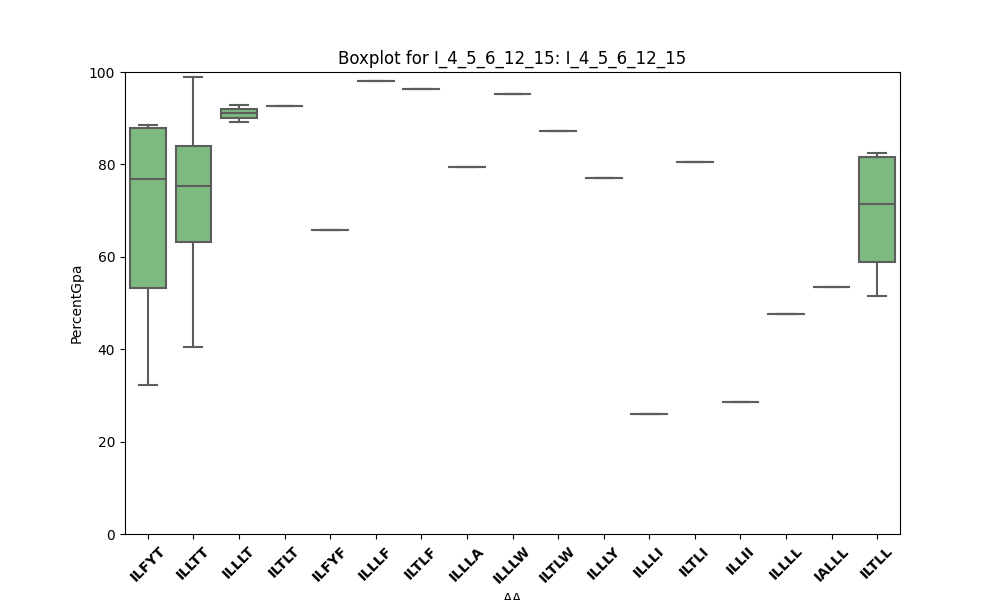 Boxplot for I_4_5_6_12_15: I_4_5_6_12_15
100
80
60
40
20
0
PercentGpa
ILFYT
ILLTT
ILLLT
ILTLT
ILFYF
ILLLF
ILTLF
ILLLA
ILLLW
ILTLW
ILLLY
ILLLI
ILTLI
ILLII
ILLLL
IALLL
ILTLL
AA